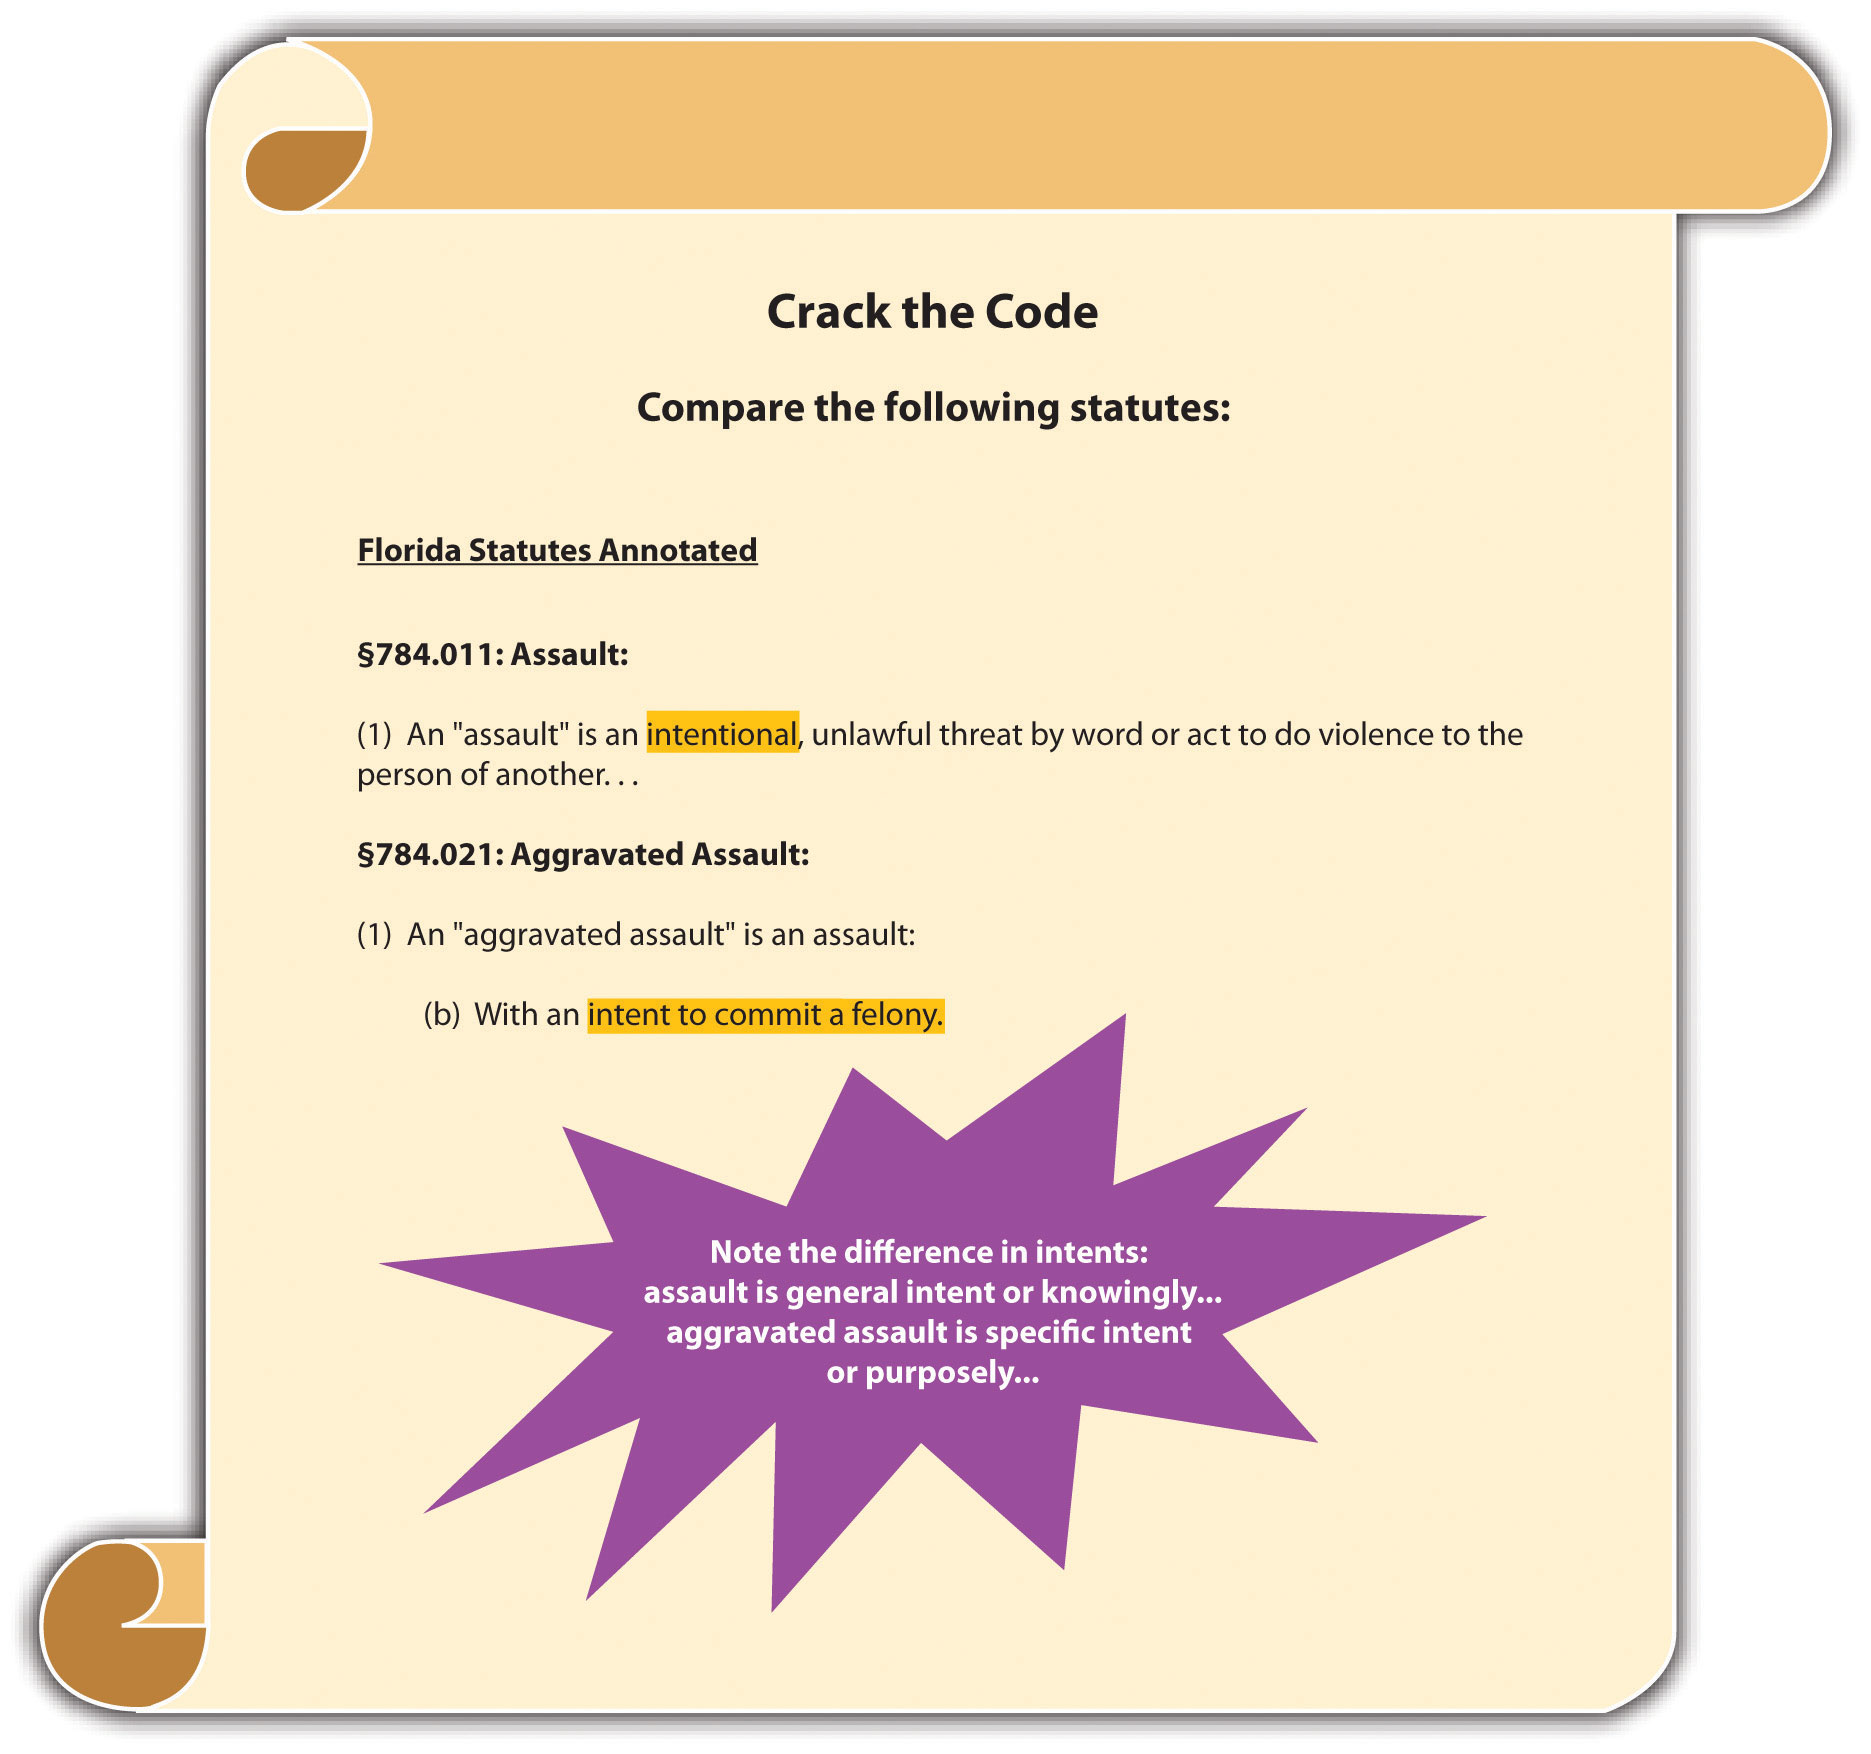 Crack the Code
Compare the following statutes:
Florida Statutes Annotated
§784.011: Assault:
(1) An "assault" is an intentional, unlawful threat by word or act to do violence to the
person of another. . .
§784.021: Aggravated Assault:
(1) An "aggravated assault" is an assault:
(b) With an intent to commit a felony.
Note the difference in intents:
assault is general intent or knowingly...
aggravated assault is specific intent
or purposely...